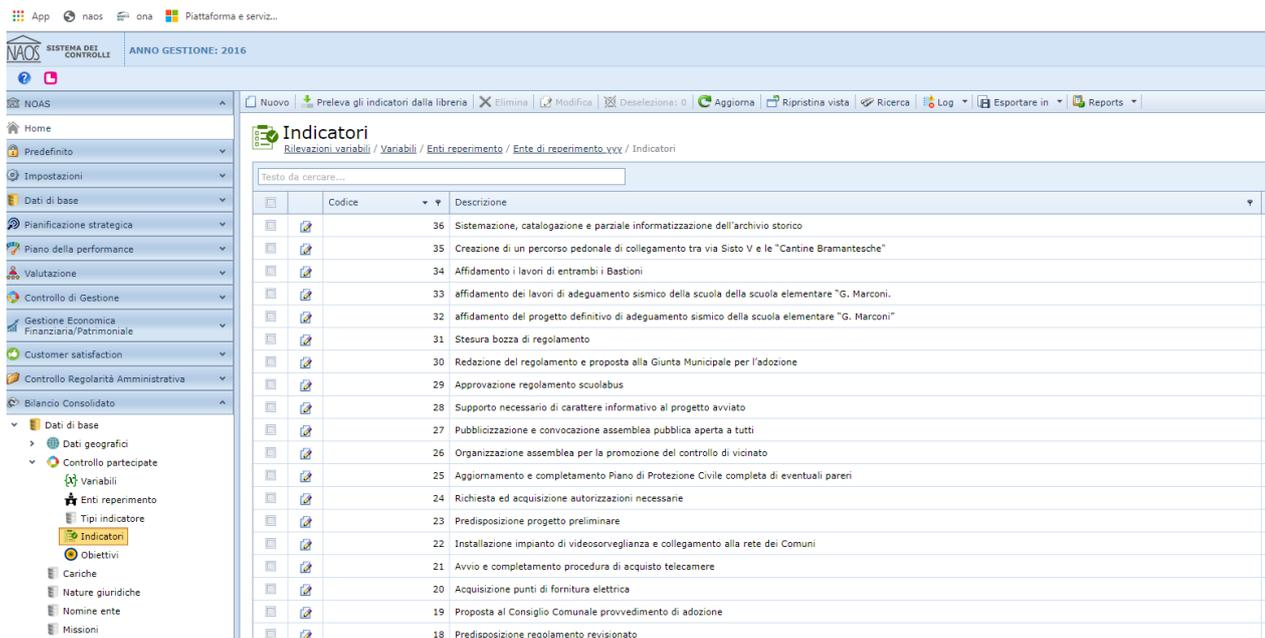 App naos ona Piattaforma e serviz...
NAOS SISTEMA DEI CONTROLLI ANNO GESTIONE: 2016
NOAS
Home
Predefinito
Impostazioni
Dati di base
Pianificazione strategica
Piano della performance
Valutazione
Controllo di Gestione
Gestione Economica
Finanziaria/Patrimoniale
Customer satisfaction
Controllo Regolarità Amministrativa
Bilancio Consolidato
Dati di base
Dati geografici
Controllo partecipate
Variabili
Enti reperimento
Tipi indicatore
Indicatori
Obiettivi
Cariche
Nature giuridiche
Nomine ente
Missioni
Nuovo Preleva gli indicatori dalla libreria Elimina Modifica Deseleziona: 0 Aggiorna Ripristina vista Ricerca Log Esportare in Reports
Indicatori
Rilevazioni variabili / Variabili / Enti reperimento / Ente di reperimento yyy / Indicatori
Testo da cercare...
Codice Descrizione
36 Sistemazione, catalogazione e parziale informatizzazione dell'archivio storico
35 Creazione di un percorso pedonale di collegamento tra via Sisto V e le "Cantine Bramantesche"
34 Affidamento i lavori di entrambi i Bastioni
33 affidamento dei lavori di adeguamento sismico della scuola della scuola elementare "G. Marconi.
32 affidamento del progetto definitivo di adeguamento sismico della scuola elementare "G. Marconi"
31 Stesura bozza di regolamento
30 Redazione del regolamento e proposta alla Giunta Municipale per l'adozione
29 Approvazione regolamento scuolabus
28 Supporto necessario di carattere informativo al progetto avviato
27 Pubblicizzazione e convocazione assemblea pubblica aperta a tutti
26 Organizzazione assemblea per la promozione del controllo di vicinato
25 Aggiornamento e completamento Piano di Protezione Civile completa di eventuali pareri
24 Richiesta ed acquisizione autorizzazioni necessarie
23 Predisposizione progetto preliminare
22 Installazione impianto di videosorveglianza e collegamento alla rete dei Comuni
21 Avvio e completamento procedura di acquisto telecamere
20 Acquisizione punti di fornitura elettrica
19 Proposta al Consiglio Comunale provvedimento di adozione
18 Predisposizione regolamento revisionato